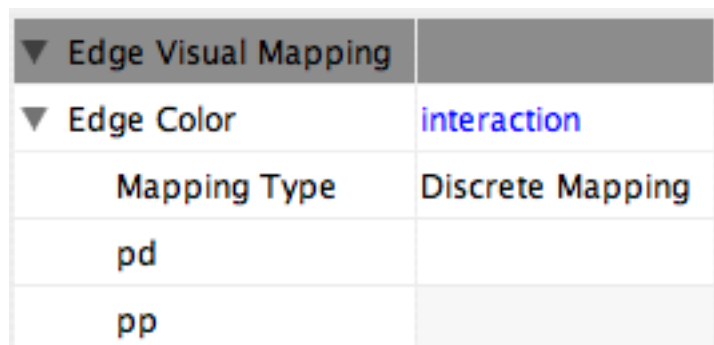 Edge Visual Mapping
Edge Color interaction
Mapping Type Discrete Mapping
pd
pp